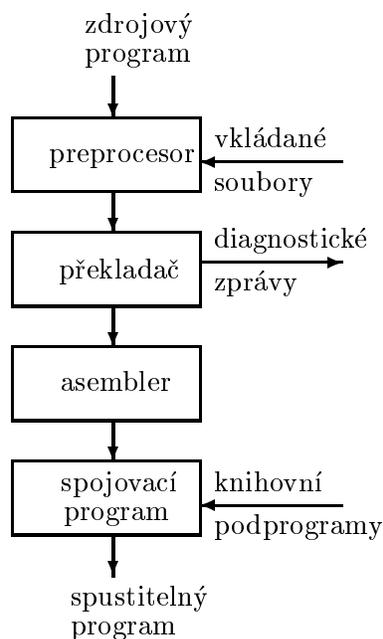 zdrojový
program
preprocesor
vkládané
soubory
překladač
diagnostické
zprávy
asembler
spojovací
program
knihovní
podprogramy
spustitelný
program